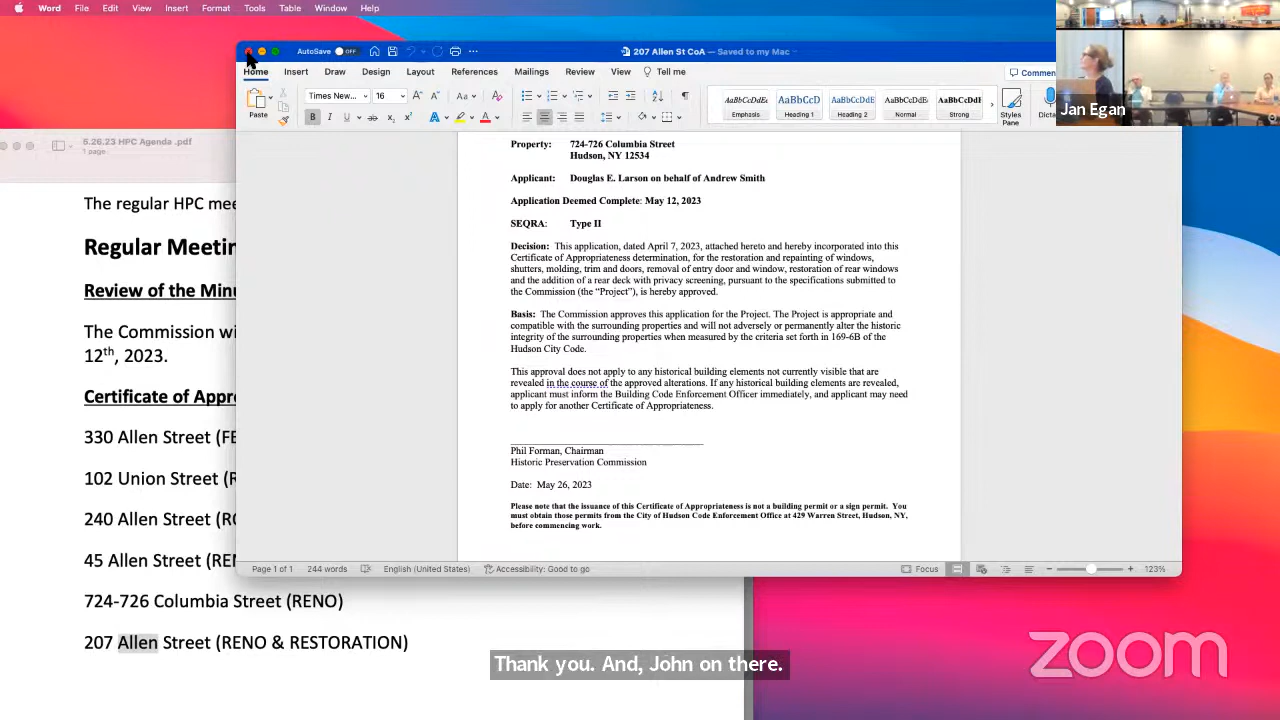 Word File Edit View Insert Format Tools Table Window Help
AutoSave OFF
207 Allen St CoA — Saved to my Mac
Home Insert Draw Design Layout References Mailings Review View Tell me
Commen
Paste
Times New...
16
AaBbCcDdEe
AaBbCcD
AaBbCcDdE
AaBbCcDdE
AaBbCcDdE
Emphasis
Heading 1
Heading 2
Normal
Strong
Styles
Pane
Dicta
Jan Egan
5.26.23 HPC Agenda .pdf
1 page
The regular HPC mee
Regular Meetin
Review of the Minu
The Commission wi
12th, 2023.
Certificate of Appro
330 Allen Street (FE
102 Union Street (R
240 Allen Street (RO
45 Allen Street (REN
724-726 Columbia Street (RENO)
207 Allen Street (RENO & RESTORATION)
Property: 724-726 Columbia Street
Hudson, NY 12534
Applicant: Douglas E. Larson on behalf of Andrew Smith
Application Deemed Complete: May 12, 2023
SEQRA: Type II
Decision: This application, dated April 7, 2023, attached hereto and hereby incorporated into this
Certificate of Appropriateness determination, for the restoration and repainting of windows,
shutters, molding, trim and doors, removal of entry door and window, restoration of rear windows
and the addition of a rear deck with privacy screening, pursuant to the specifications submitted to
the Commission (the “Project”), is hereby approved.
Basis: The Commission approves this application for the Project. The Project is appropriate and
compatible with the surrounding properties and will not adversely or permanently alter the historic
integrity of the surrounding properties when measured by the criteria set forth in 169-6B of the
Hudson City Code.
This approval does not apply to any historical building elements not currently visible that are
revealed in the course of the approved alterations. If any historical building elements are revealed,
applicant must inform the Building Code Enforcement Officer immediately, and applicant may need
to apply for another Certificate of Appropriateness.
Phil Forman, Chairman
Historic Preservation Commission
Date: May 26, 2023
Please note that the issuance of this Certificate of Appropriateness is not a building permit or a sign permit. You
must obtain those permits from the City of Hudson Code Enforcement Office at 429 Warren Street, Hudson, NY,
before commencing work.
Page 1 of 1
244 words
English (United States)
Accessibility: Good to go
Focus
123%
Thank you. And, John on there.
zoom